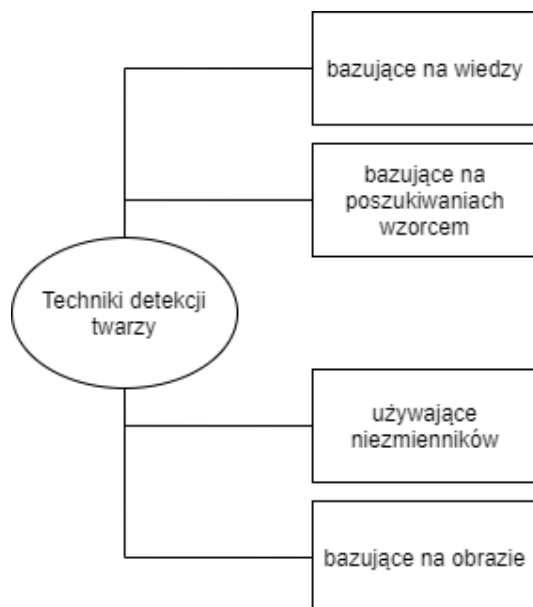 bazujące na wiedzy
bazujące na
poszukiwaniach
wzorcem
Techniki detekcji
twarzy
używające
niezmienników
bazujące na obrazie